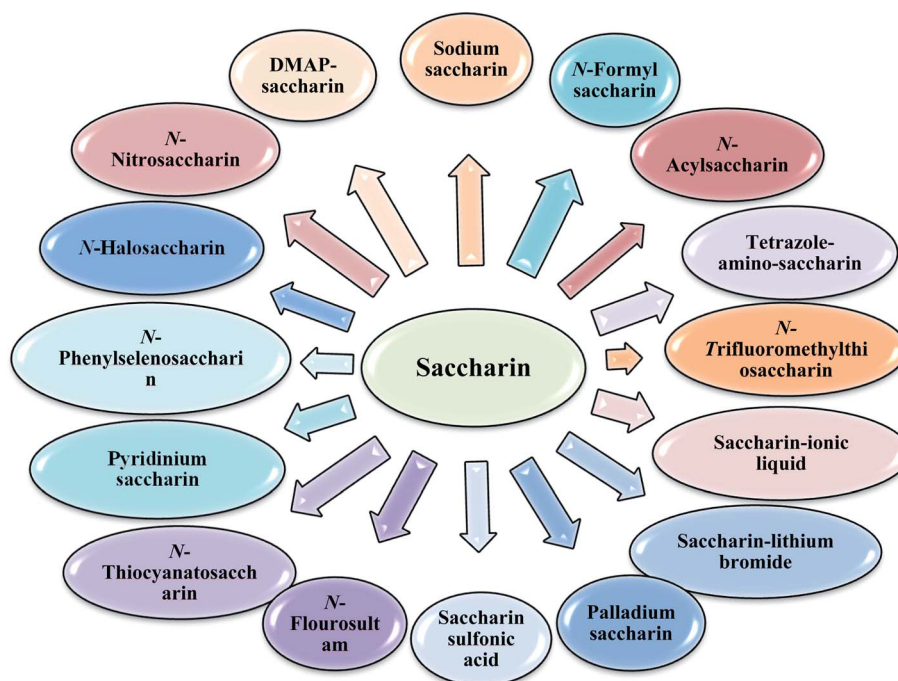 Sodium
saccharin
N-Formyl
saccharin
N-
Acylsaccharin
Tetrazole-
amino-saccharin
N-
Trifluoromethylthi
osaccharin
Saccharin-ionic
liquid
Saccharin-lithium
bromide
Palladium
saccharin
Saccharin
sulfonic
acid
N-
Flourosult
am
N-
Thiocyanatosacch
arin
Pyridinium
saccharin
N-
Phenylselenosacchari
n
N-Halosaccharin
N-
Nitrosaccharin
DMAP-
saccharin
Saccharin